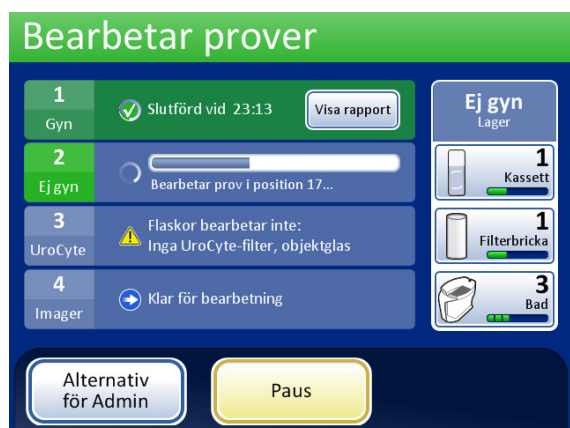 Bearbetar prover
1
Gyn
Slutförd vid 23:13
Visa rapport
2
Ej gyn
Bearbetar prov i position 17...
3
UroCyte
Flaskor bearbetar inte:
Inga UroCyte-filter, objektglas
4
Imager
Klar för bearbetning
Ej gyn
Lager
1
Kassett
1
Filterbricka
3
Bad
Alternativ
för Admin
Paus